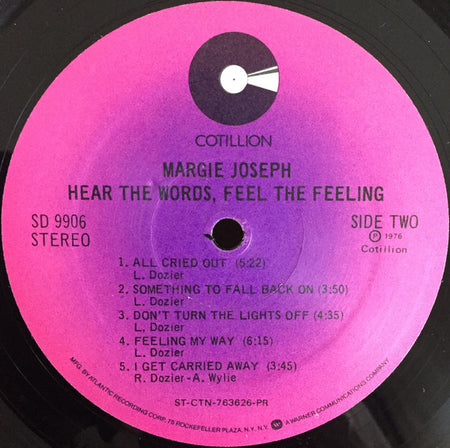 COTILLION
MARGIE JOSEPH
HEAR THE WORDS, FEEL THE FEELING
SD 9906
STEREO
SIDE TWO
Ⓟ 1976
Cotillion
1. ALL CRIED OUT (5:22)
L. Dozier
2. SOMETHING TO FALL BACK ON (3:50)
L. Dozier
3. DON'T TURN THE LIGHTS OFF (4:35)
L. Dozier
4. FEELING MY WAY (6:15)
L. Dozier
5. I GET CARRIED AWAY (3:45)
R. Dozier-A. Wylie
ST-CTN-763626-PR
MFG. BY ATLANTIC RECORDING CORP. 75 ROCKEFELLER PLAZA, N.Y. N.Y. A WARNER COMMUNICATIONS COMPANY